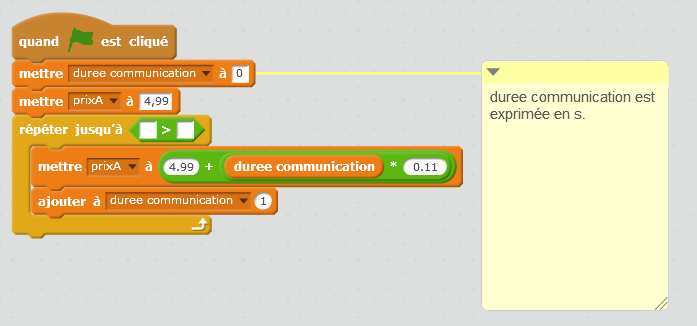 quand est cliqué
mettre duree communication à 0
mettre prixA à 4,99
répéter jusqu'à >
mettre prixA à 4.99 + duree communication * 0.11
ajouter à duree communication 1
duree communication est
exprimée en s.